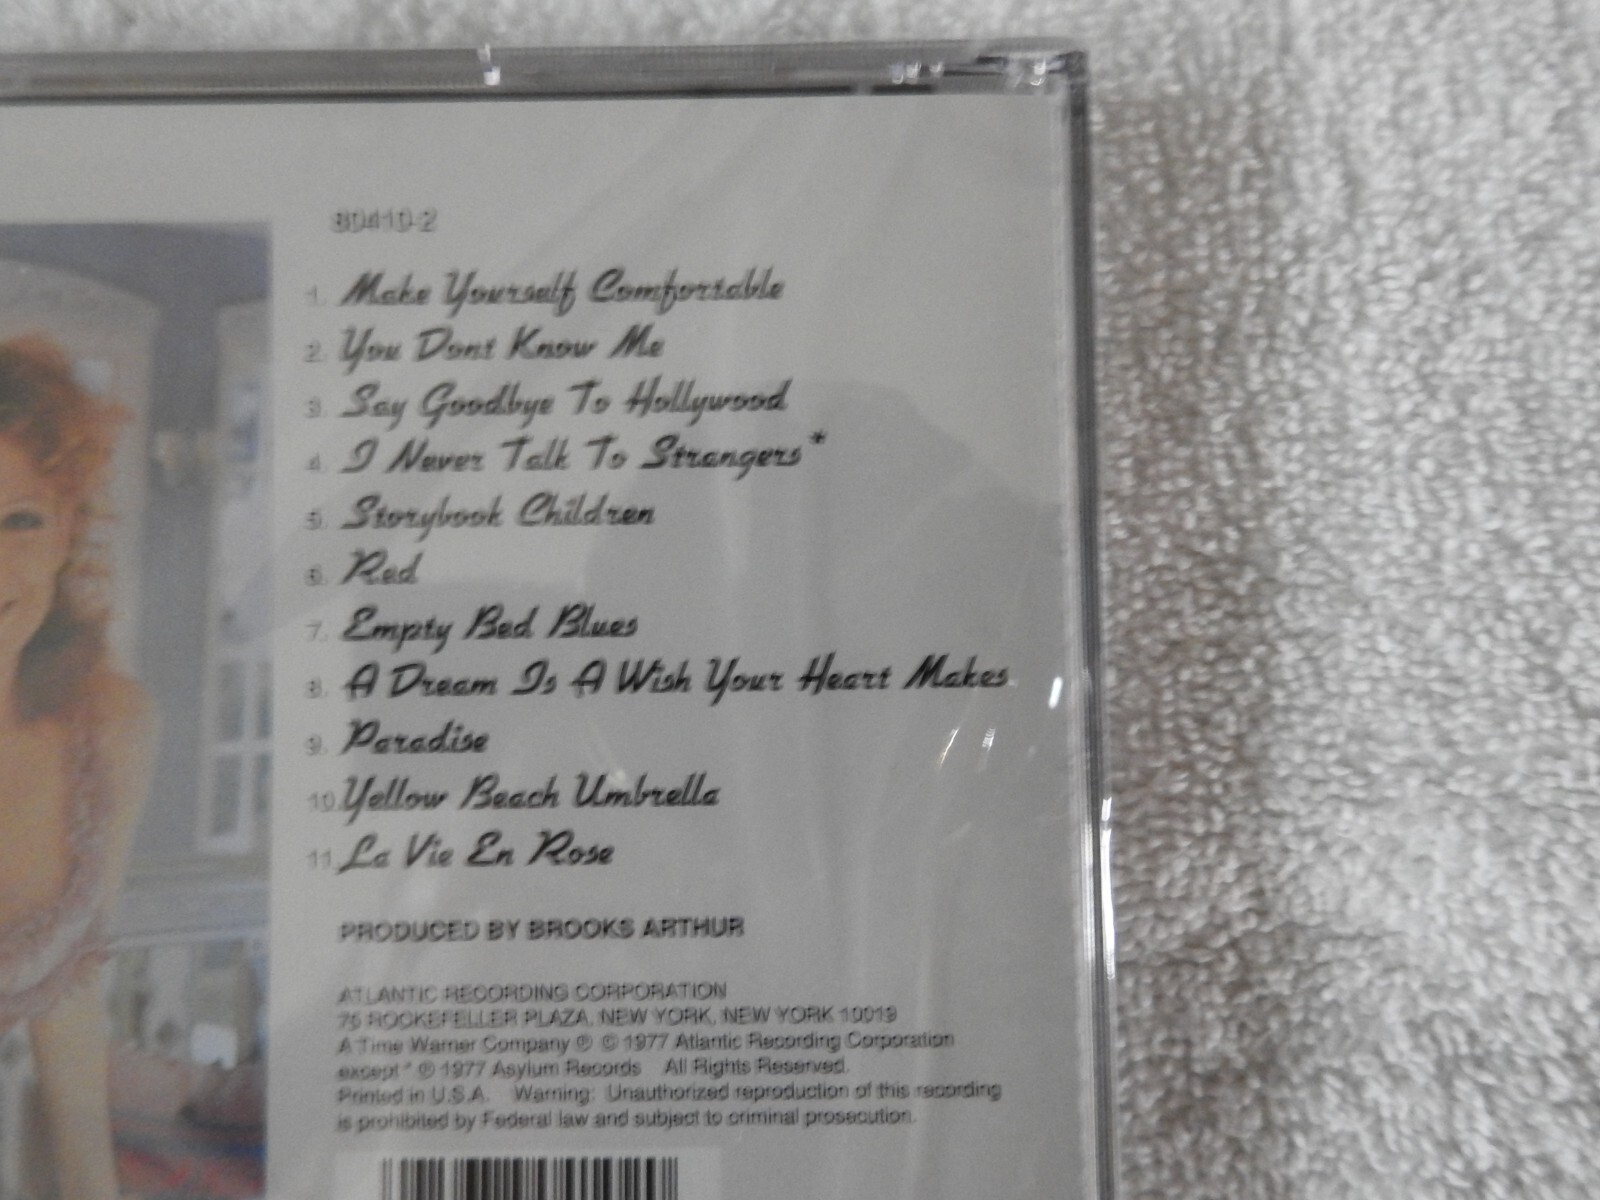 80410-2
1. Make Yourself Comfortable
2. You Dont Know Me
3. Say Goodbye To Hollywood
4. I Never Talk To Strangers*
5. Storybook Children
6. Red
7. Empty Bed Blues
8. A Dream Is A Wish Your Heart Makes
9. Paradise
10. Yellow Beach Umbrella
11. La Vie En Rose
PRODUCED BY BROOKS ARTHUR
ATLANTIC RECORDING CORPORATION
75 ROCKEFELLER PLAZA, NEW YORK, NEW YORK 10019
A Time Warner Company ℗ © 1977 Atlantic Recording Corporation
except * ℗ 1977 Asylum Records All Rights Reserved.
Printed in U.S.A. Warning: Unauthorized reproduction of this recording
is prohibited by Federal law and subject to criminal prosecution.